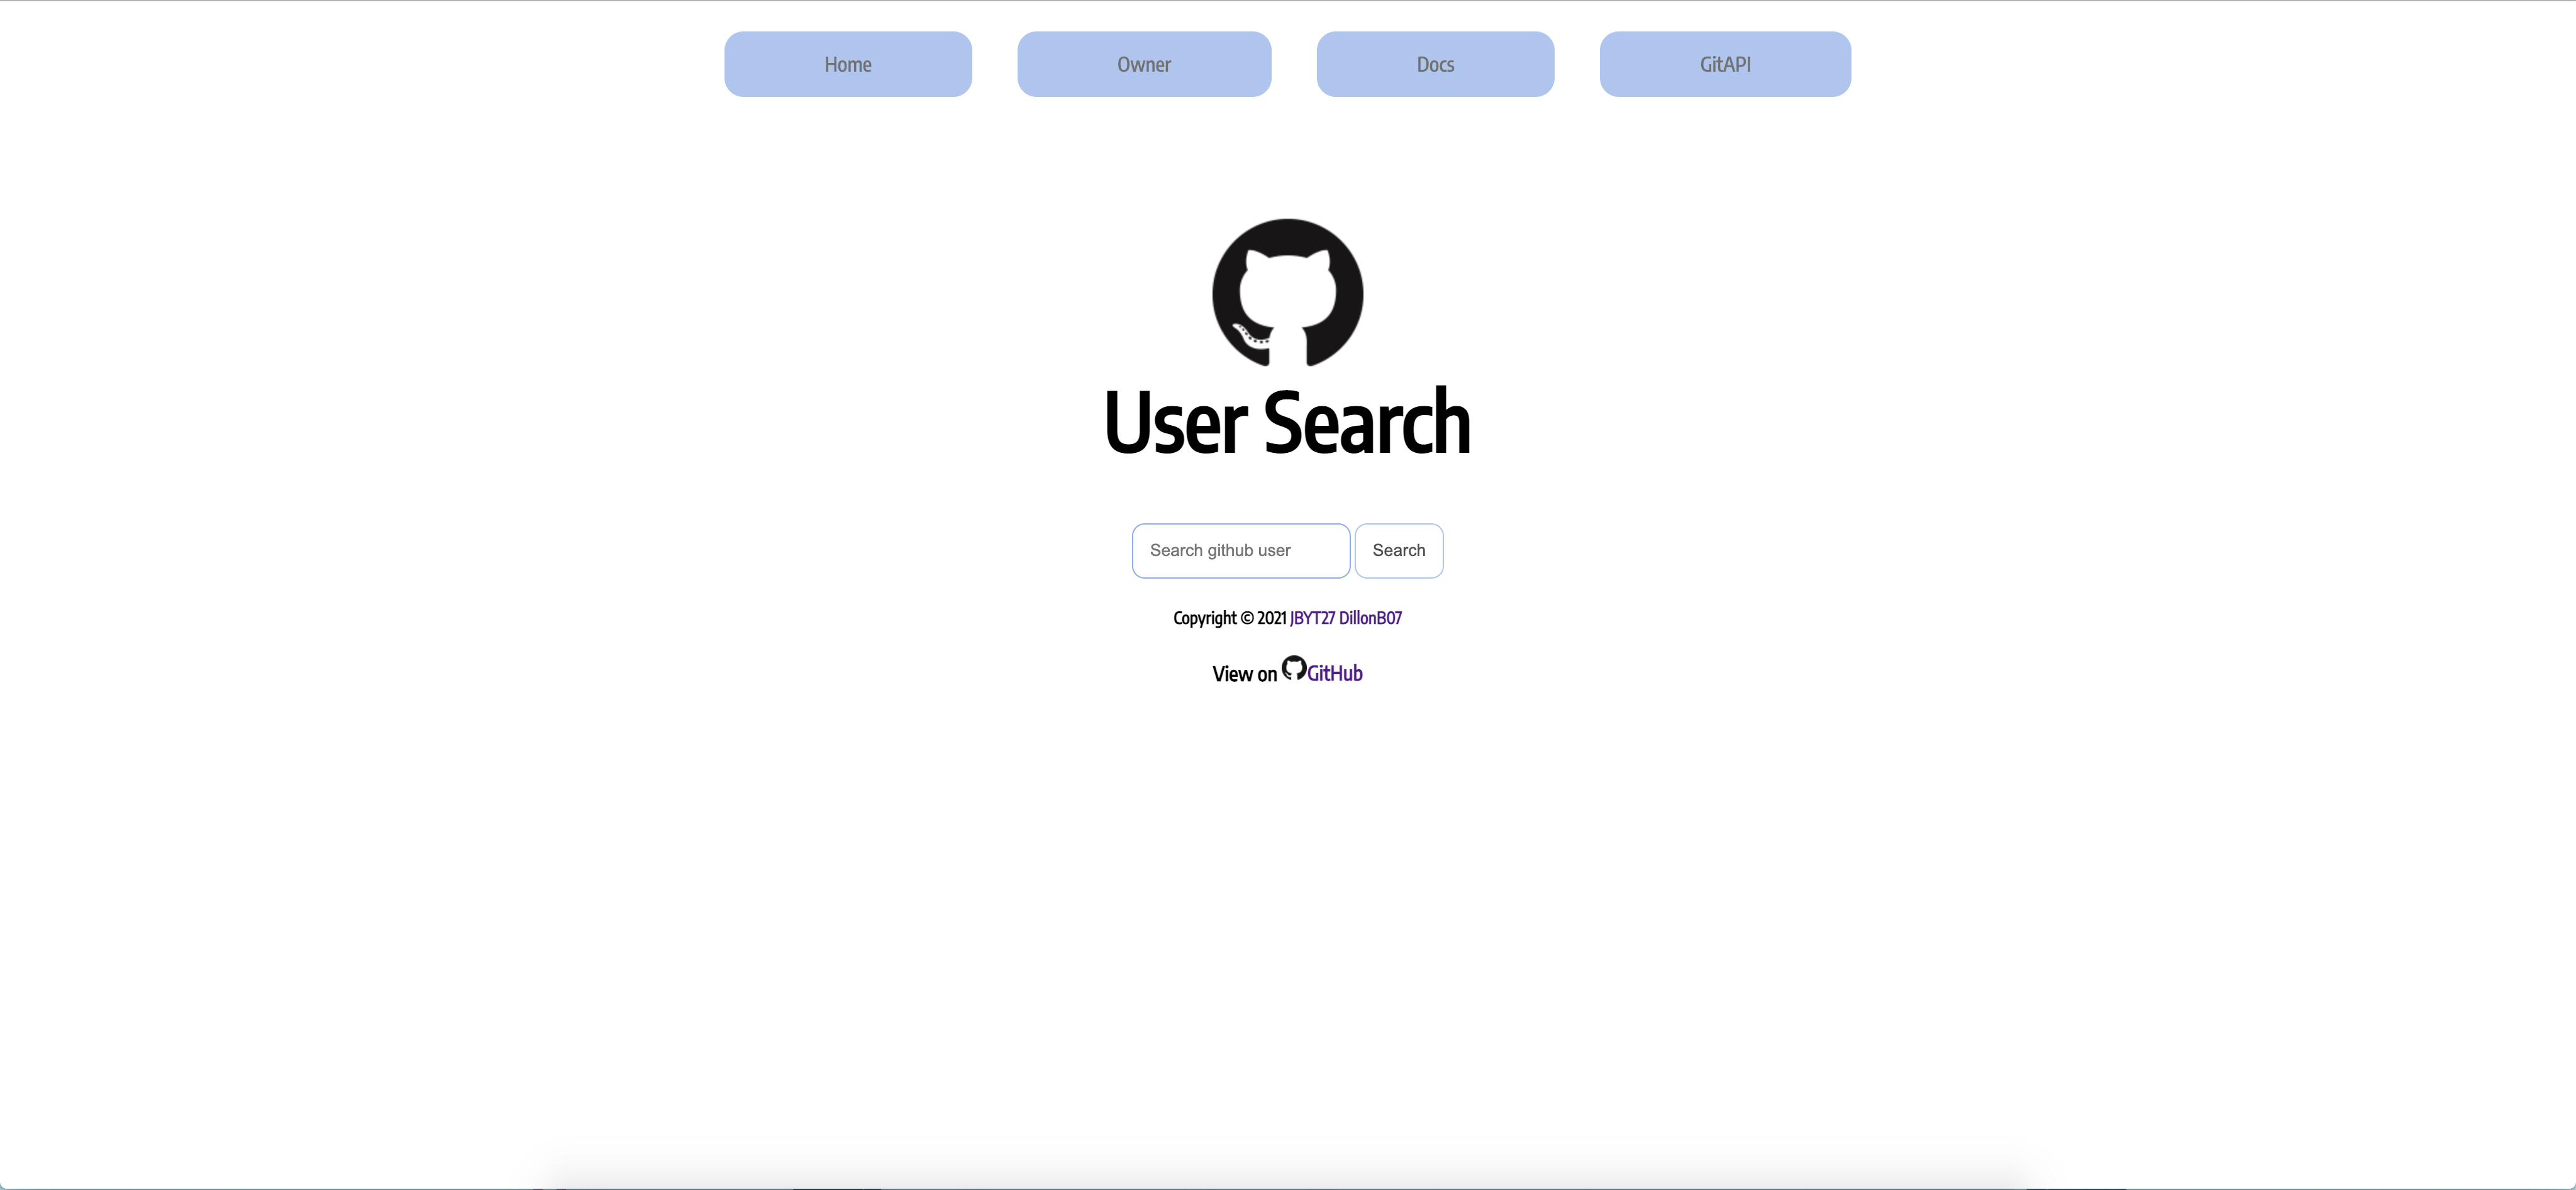 Home Owner Docs GitAPI
User Search
Search github user Search
Copyright © 2021 JBYT27 DillonB07
View on GitHub